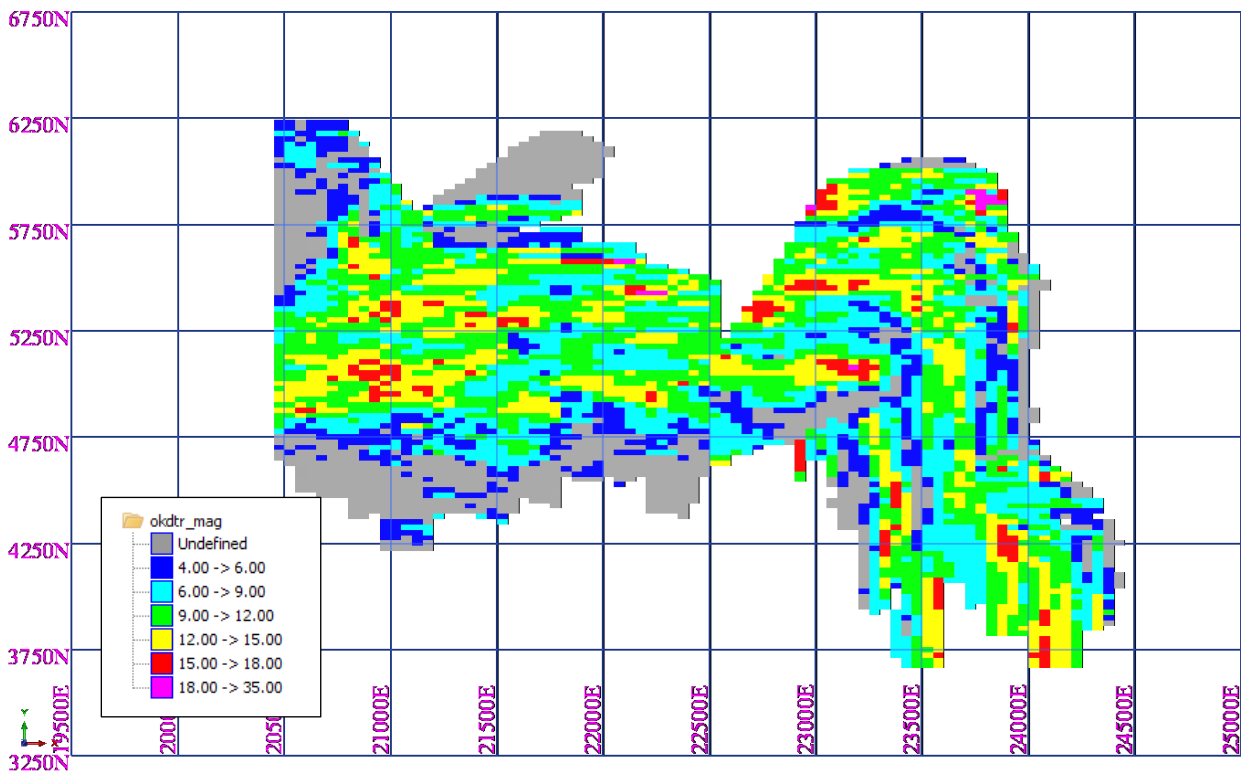 6750N
6250N
5750N
5250N
4750N
4250N
3750N
3250N
okdtr_mag
Undefined
4.00 -> 6.00
6.00 -> 9.00
9.00 -> 12.00
12.00 -> 15.00
15.00 -> 18.00
18.00 -> 35.00
19500E
21000E
21500E
22000E
22500E
23000E
23500E
24000E
24500E
25000E
Y
X